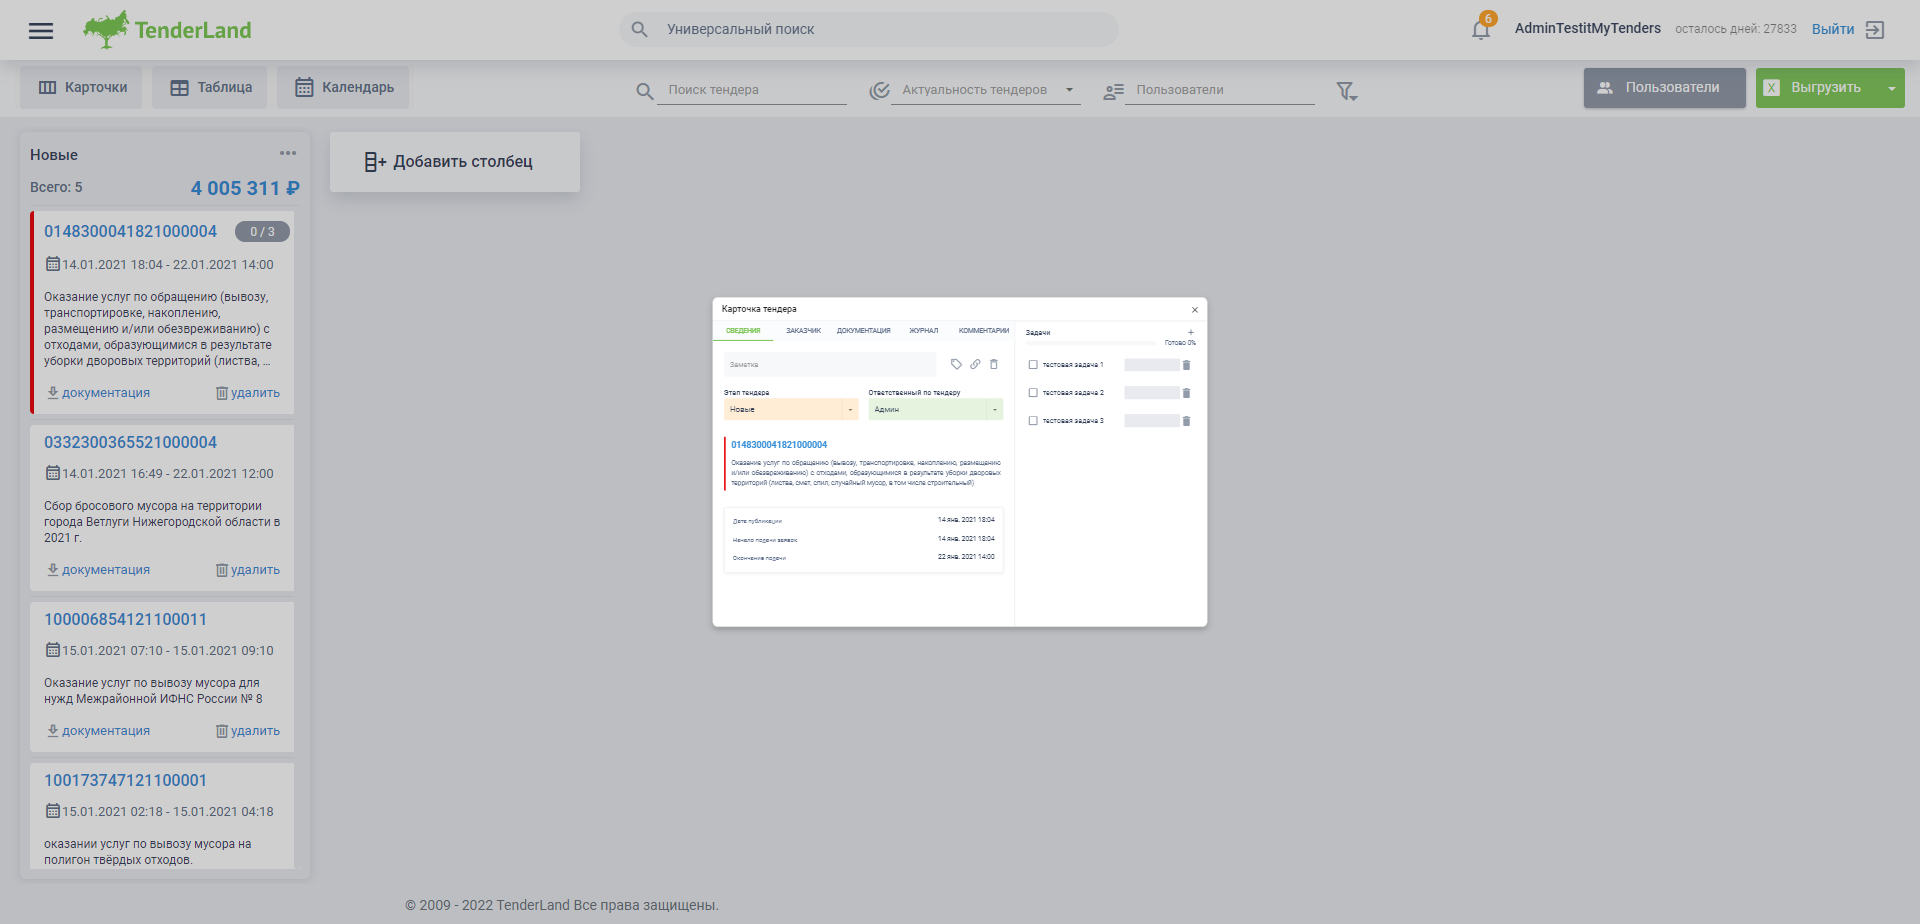 TenderLand
Универсальный поиск
6
AdminTestitMyTenders
осталось дней: 27833
Выйти
Карточки
Таблица
Календарь
Поиск тендера
Актуальность тендеров
Пользователи
Пользователи
X Выгрузить
Новые
Всего: 5
4 005 311 ₽
0148300041821000004
0 / 3
14.01.2021 18:04 - 22.01.2021 14:00
Оказание услуг по обращению (вывозу,
транспортировке, накоплению,
размещению и/или обезвреживанию) с
отходами, образующимися в результате
уборки дворовых территорий (листва, ...
документация
удалить
0332300365521000004
14.01.2021 16:49 - 22.01.2021 12:00
Сбор бросового мусора на территории
города Ветлуги Нижегородской области в
2021 г.
документация
удалить
100006854121100011
15.01.2021 07:10 - 15.01.2021 09:10
Оказание услуг по вывозу мусора для
нужд Межрайонной ИФНС России № 8
документация
удалить
100173747121100001
15.01.2021 02:18 - 15.01.2021 04:18
оказании услуг по вывозу мусора на
полигон твёрдых отходов.
Добавить столбец
Карточка тендера
СВЕДЕНИЯ
ЗАКАЗЧИК
ДОКУМЕНТАЦИЯ
ЖУРНАЛ
КОММЕНТАРИИ
Заметка
Этап тендера
Ответственный по тендеру
Новые
Админ
0148300041821000004
Оказание услуг по обращению (вывозу, транспортировке, накоплению, размещению
и/или обезвреживанию) с отходами, образующимися в результате уборки дворовых
территорий (листва, смет, спил, случайный мусор, в том числе строительный)
Дата публикации
14 янв. 2021 18:04
Начало подачи заявок
14 янв. 2021 18:04
Окончание подачи
22 янв. 2021 14:00
Задачи
+
Готово 0%
тестовая задача 1
тестовая задача 2
тестовая задача 3
© 2009 - 2022 TenderLand Все права защищены.